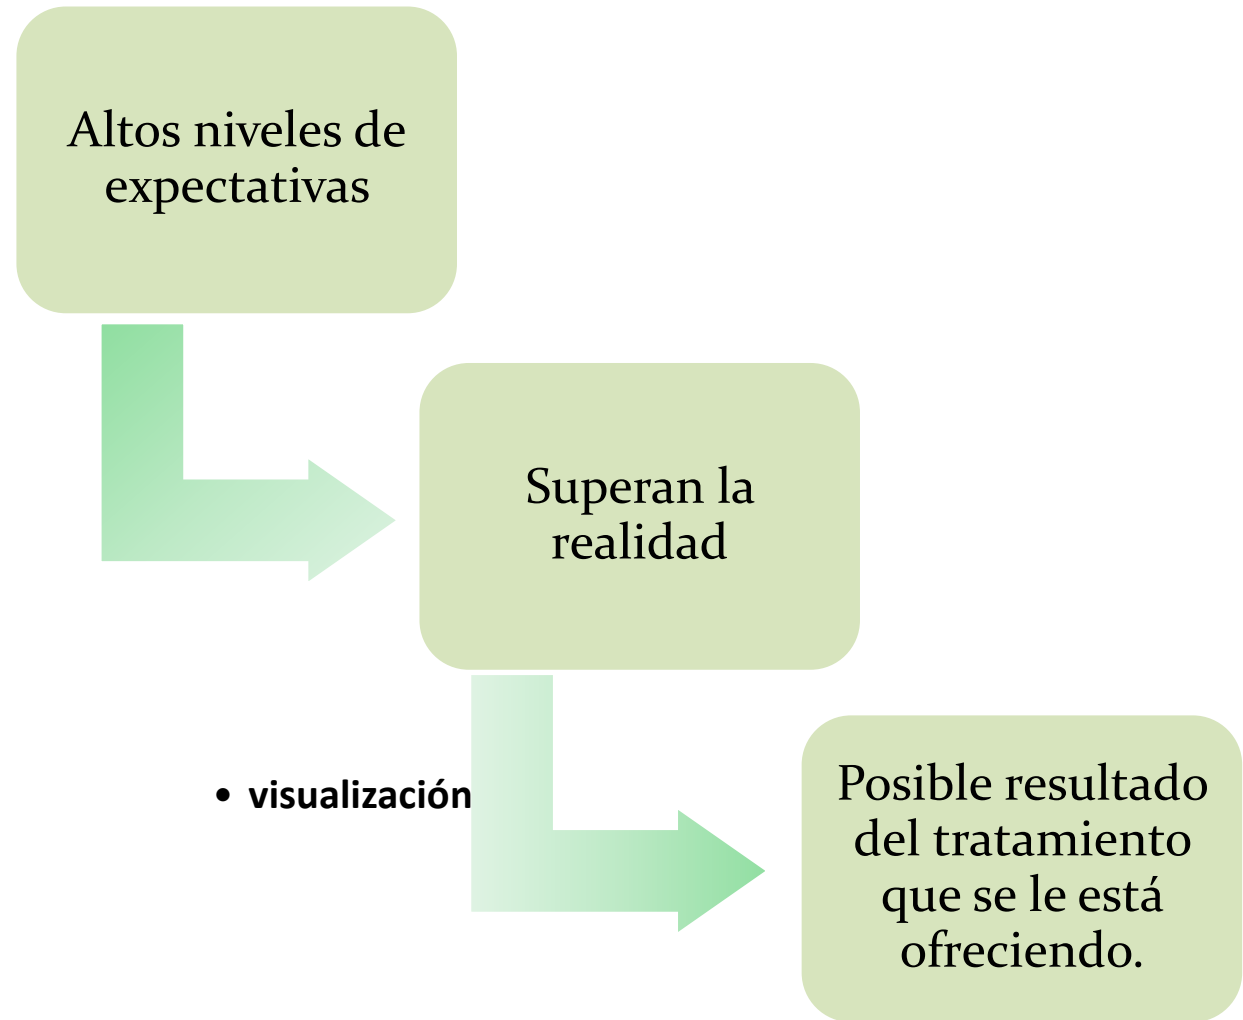 Altos niveles de
expectativas
Superan la
realidad
• visualización
Posible resultado
del tratamiento
que se le está
ofreciendo.